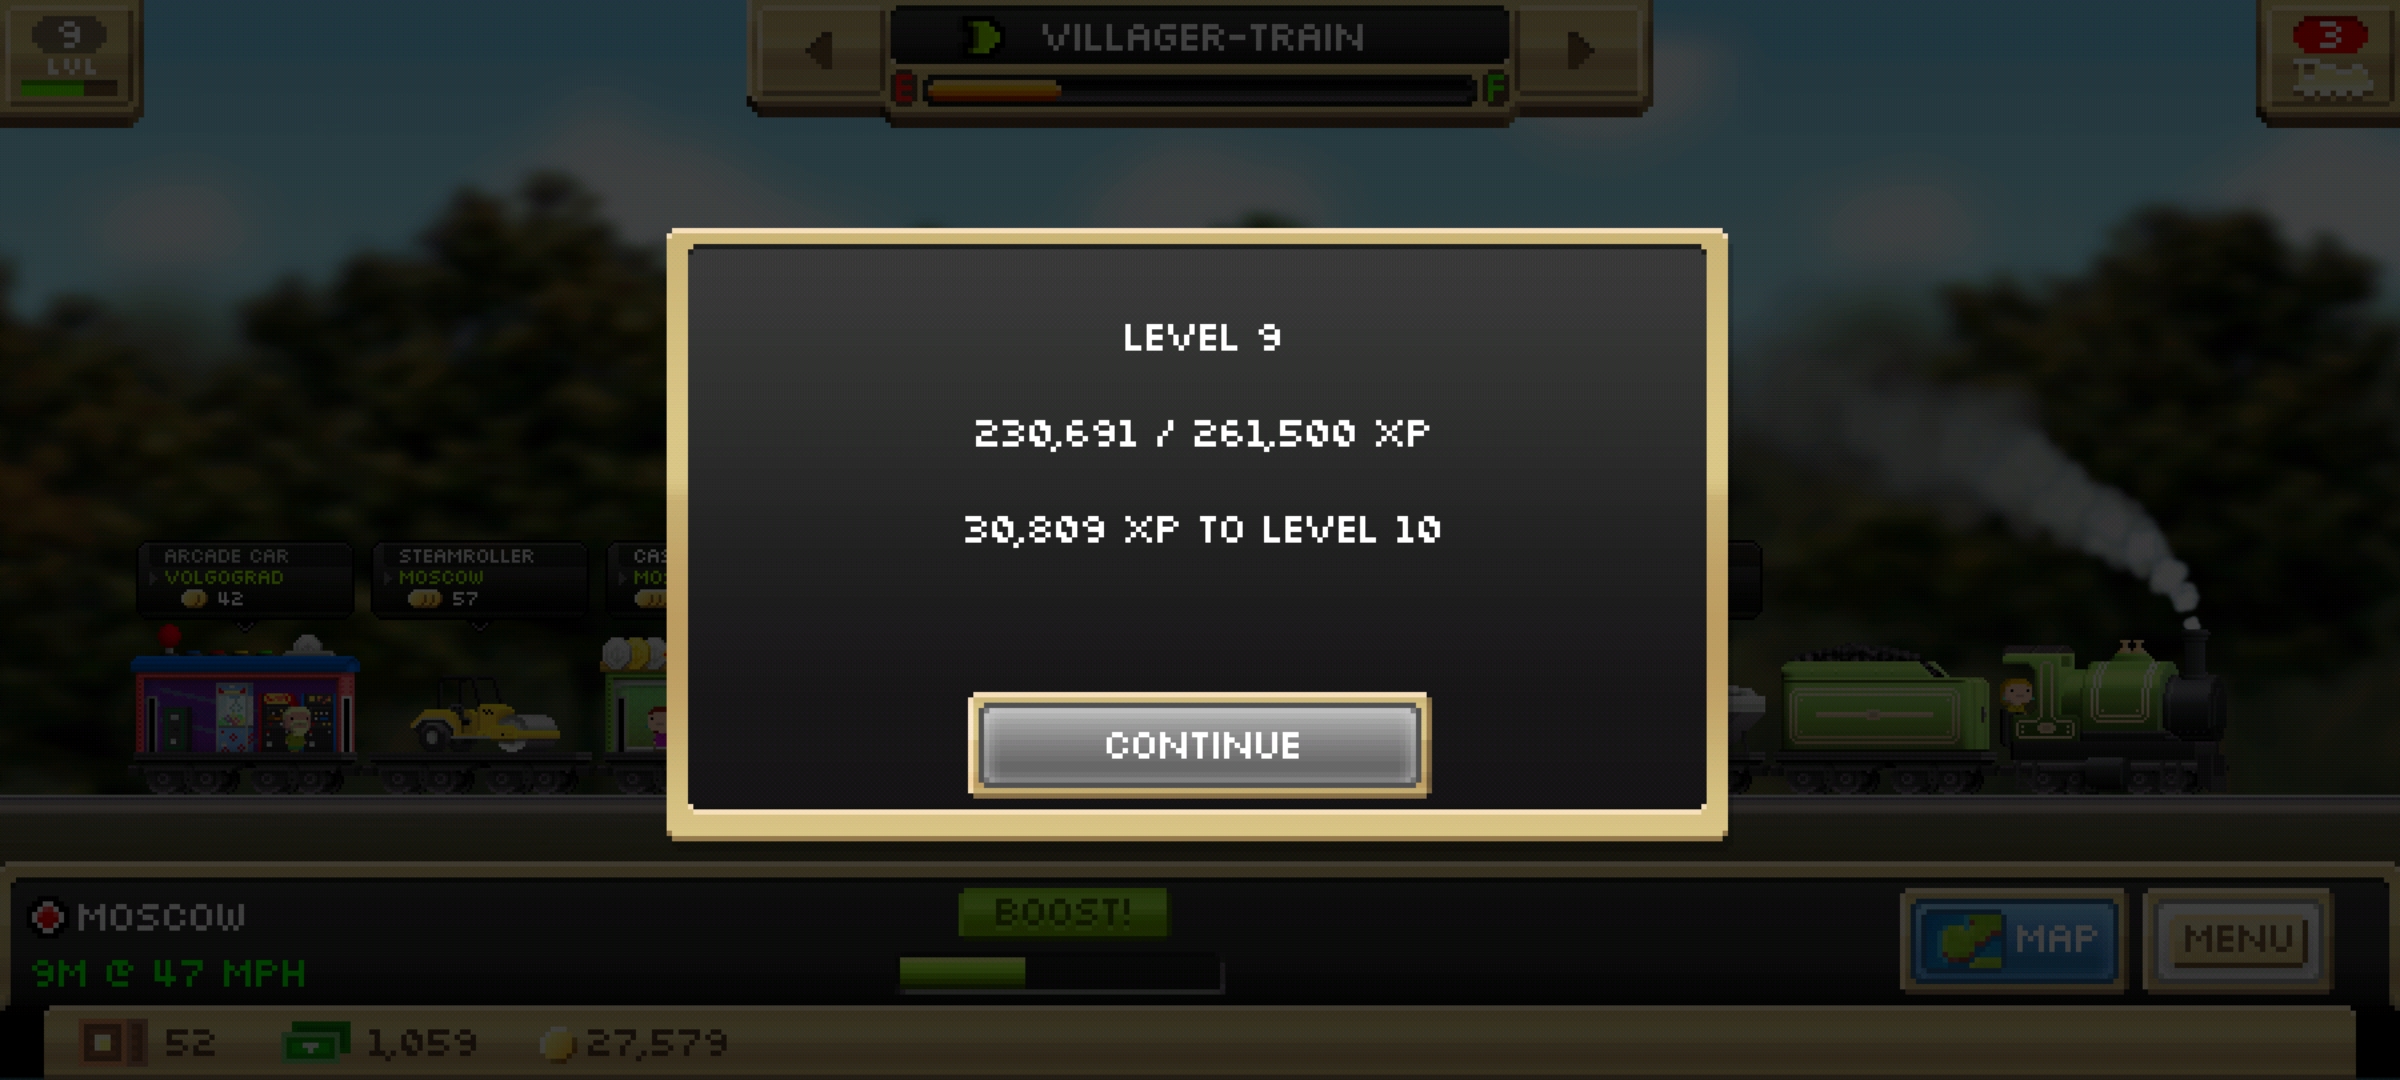 9
LVL
VILLAGER-TRAIN
E
F
3
LEVEL 9
230,691 / 261,500 XP
30,809 XP TO LEVEL 10
CONTINUE
ARCADE CAR
VOLGOGRAD
42
STEAMROLLER
MOSCOW
57
MOSCOW
9M @ 47 MPH
BOOST!
MAP
MENU
52
1,059
27,579